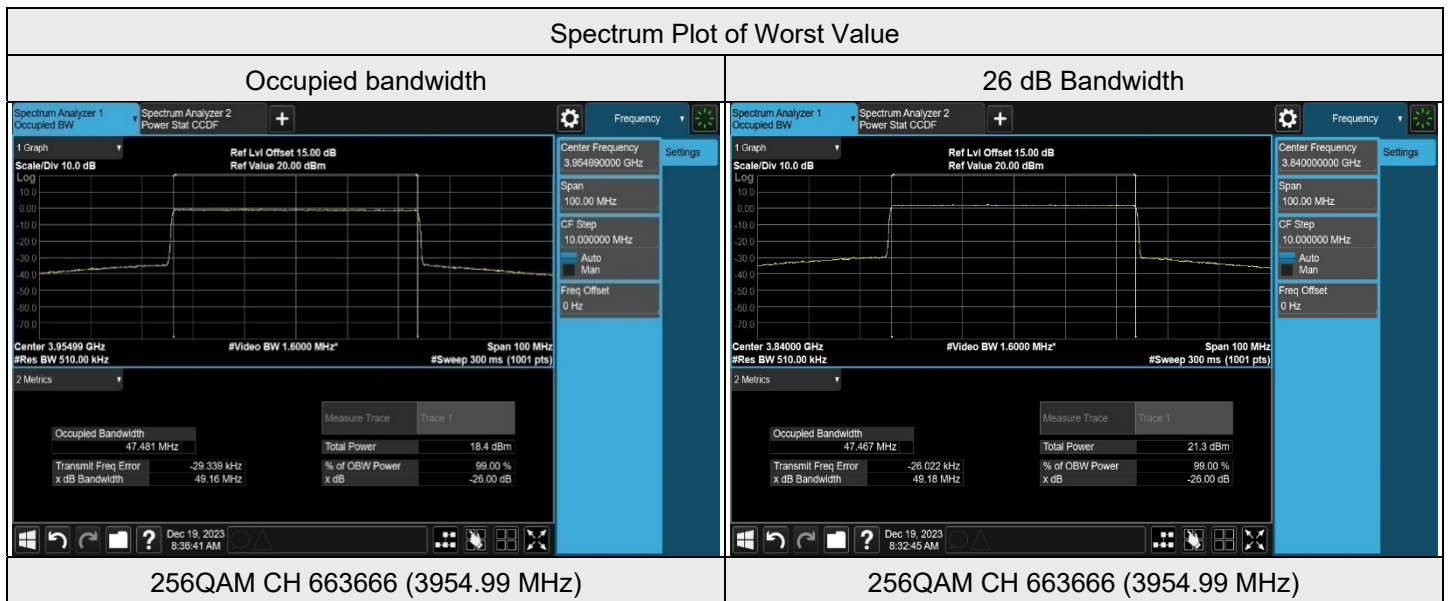 Spectrum Plot of Worst Value
Occupied bandwidth
26 dB Bandwidth
Spectrum Analyzer 1
Occupied BW
Spectrum Analyzer 2
Power Stat CCDF
+
Frequency
1 Graph
Scale/Div 10.0 dB
Ref Lvl Offset 15.00 dB
Ref Value 20.00 dBm
Log
10.0
0.00
-10.0
-20.0
-30.0
-40.0
-50.0
-60.0
-70.0
Center 3.95499 GHz
#Res BW 510.00 kHz
#Video BW 1.6000 MHz*
Span 100 MHz
#Sweep 300 ms (1001 pts)
Center Frequency
3.954990000 GHz
Settings
Span
100.00 MHz
CF Step
10.000000 MHz
Auto
Man
Freq Offset
0 Hz
2 Metrics
Measure Trace Trace 1
Occupied Bandwidth
47.481 MHz
Total Power 18.4 dBm
Transmit Freq Error -29.339 kHz
% of OBW Power 99.00 %
x dB Bandwidth 49.16 MHz
x dB -26.00 dB
?
Dec 19, 2023
8:36:41 AM
256QAM CH 663666 (3954.99 MHz)
Spectrum Analyzer 1
Occupied BW
Spectrum Analyzer 2
Power Stat CCDF
+
Frequency
1 Graph
Scale/Div 10.0 dB
Ref Lvl Offset 15.00 dB
Ref Value 20.00 dBm
Log
10.0
0.00
-10.0
-20.0
-30.0
-40.0
-50.0
-60.0
-70.0
Center 3.84000 GHz
#Res BW 510.00 kHz
#Video BW 1.6000 MHz*
Span 100 MHz
#Sweep 300 ms (1001 pts)
Center Frequency
3.840000000 GHz
Settings
Span
100.00 MHz
CF Step
10.000000 MHz
Auto
Man
Freq Offset
0 Hz
2 Metrics
Measure Trace Trace 1
Occupied Bandwidth
47.467 MHz
Total Power 21.3 dBm
Transmit Freq Error -26.022 kHz
% of OBW Power 99.00 %
x dB Bandwidth 49.18 MHz
x dB -26.00 dB
?
Dec 19, 2023
8:32:45 AM
256QAM CH 663666 (3954.99 MHz)